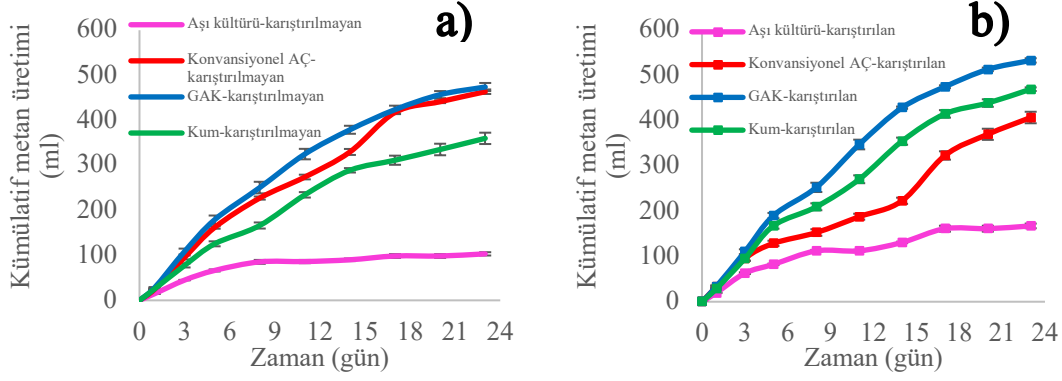 a)
Kümülatif metan üretimi
(ml)
600
500
400
300
200
100
0
Aşı kültürü-karıştırılmayan
Konvansiyonel AÇ-
karıştırılmayan
GAK-karıştırılmayan
Kum-karıştırılmayan
0 3 6 9 12 15 18 21 24
Zaman (gün)
b)
Kümülatif metan üretimi
(ml)
600
500
400
300
200
100
0
Aşı kültürü-karıştırılan
Konvansiyonel AÇ-karıştırılan
GAK-karıştırılan
Kum-karıştırılan
0 3 6 9 12 15 18 21 24
Zaman (gün)